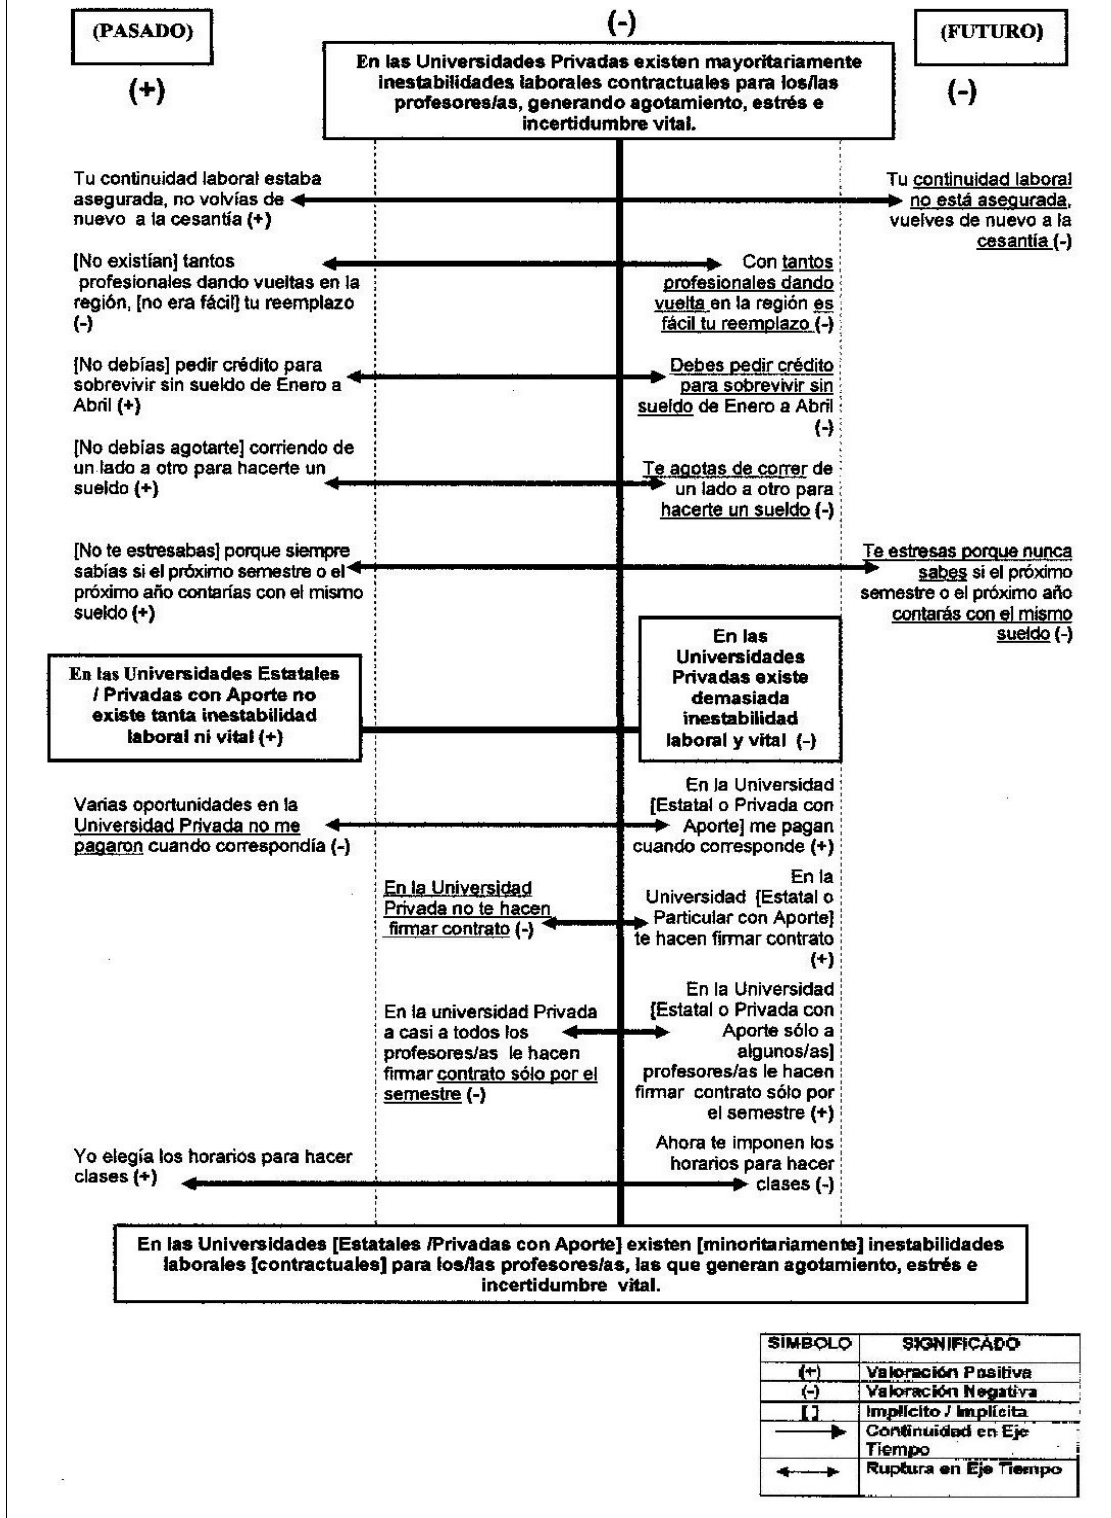 (PASADO)
(-)
(FUTURO)
(+)
(-)
En las Universidades Privadas existen mayoritariamente
inestabilidades laborales contractuales para los/las
profesores/as, generando agotamiento, estrés e
incertidumbre vital.
Tu continuidad laboral estaba
asegurada, no volvías de
nuevo a la cesantía (+)
Tu continuidad laboral
no está asegurada,
vuelves de nuevo a la
cesantía (-)
[No existían] tantos
profesionales dando vueltas en la
región, [no era fácil] tu reemplazo
(-)
Con tantos
profesionales dando
vuelta en la región es
fácil tu reemplazo (-)
[No debías] pedir crédito para
sobrevivir sin sueldo de Enero a
Abril (+)
Debes pedir crédito
para sobrevivir sin
sueldo de Enero a Abril
(-)
[No debías agotarte] corriendo de
un lado a otro para hacerte un
sueldo (+)
Te agotas de correr de
un lado a otro para
hacerte un sueldo (-)
[No te estresabas] porque siempre
sabías si el próximo semestre o el
próximo año contarías con el mismo
sueldo (+)
Te estresas porque nunca
sabes si el próximo
semestre o el próximo año
contarás con el mismo
sueldo (-)
En las Universidades Estatales
/ Privadas con Aporte no
existe tanta inestabilidad
laboral ni vital (+)
En las
Universidades
Privadas existe
demasiada
inestabilidad
laboral y vital (-)
Varias oportunidades en la
Universidad Privada no me
pagaron cuando correspondía (-)
En la Universidad
[Estatal o Privada con
Aporte] me pagan
cuando corresponde (+)
En la Universidad
Privada no te hacen
firmar contrato (-)
En la
Universidad [Estatal o
Particular con Aporte]
te hacen firmar contrato
(+)
En la universidad Privada
a casi a todos los
profesores/as le hacen
firmar contrato sólo por el
semestre (-)
En la Universidad
[Estatal o Privada con
Aporte sólo a
algunos/as]
profesores/as le hacen
firmar contrato sólo por
el semestre (+)
Yo elegía los horarios para hacer
clases (+)
Ahora te imponen los
horarios para hacer
clases (-)
En las Universidades [Estatales /Privadas con Aporte] existen [minoritariamente] inestabilidades
laborales [contractuales] para los/las profesores/as, las que generan agotamiento, estrés e
incertidumbre vital.
SÍMBOLO SIGNIFICADO
(+) Valoración Positiva
(-) Valoración Negativa
[ ] Implícito / Implícita
Continuidad en Eje
Tiempo
Ruptura en Eje Tiempo